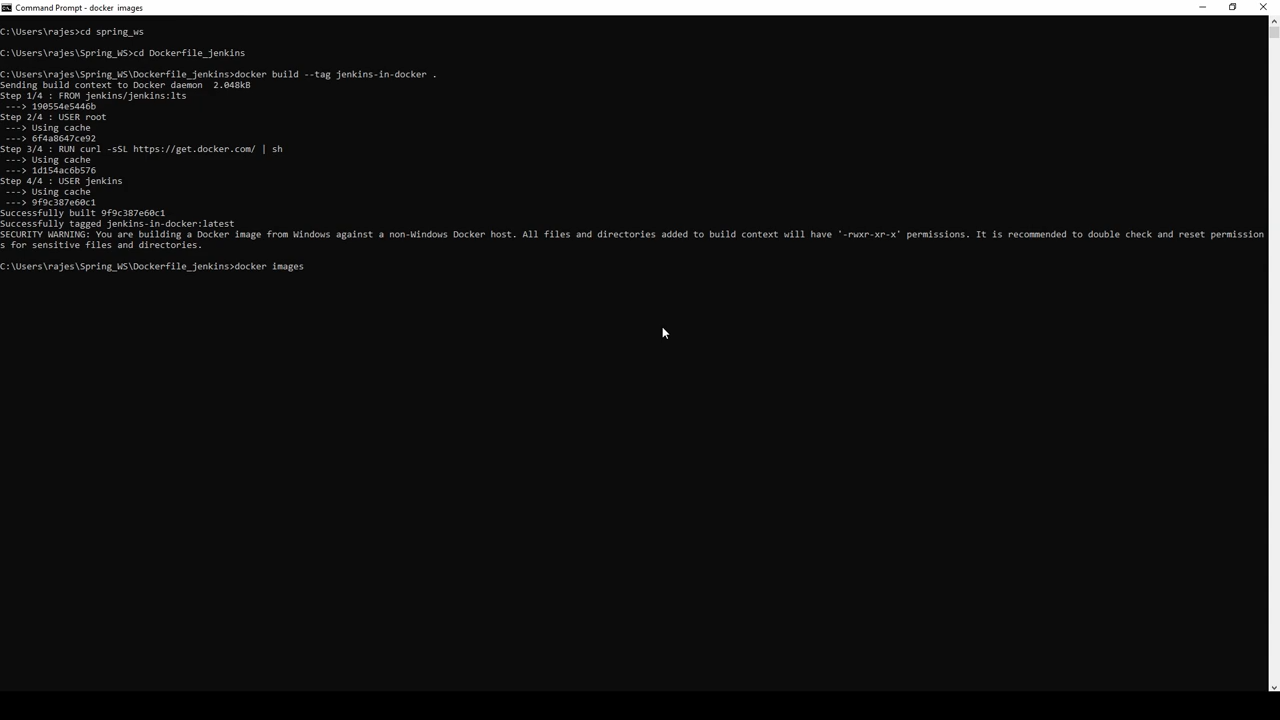 Command Prompt - docker  images
C:\Users\rajes>cd spring_ws
C:\Users\rajes\Spring_WS>cd Dockerfile_jenkins
C:\Users\rajes\Spring_WS\Dockerfile_jenkins>docker build --tag jenkins-in-docker .
Sending build context to Docker daemon  2.048kB
Step 1/4 : FROM jenkins/jenkins:lts
 ---> 190554e5446b
Step 2/4 : USER root
 ---> Using cache
 ---> 6f4a8647ce92
Step 3/4 : RUN curl -sSL https://get.docker.com/ | sh
 ---> Using cache
 ---> 1d154ac6b576
Step 4/4 : USER jenkins
 ---> Using cache
 ---> 9f9c387e60c1
Successfully built 9f9c387e60c1
Successfully tagged jenkins-in-docker:latest
SECURITY WARNING: You are building a Docker image from Windows against a non-Windows Docker host. All files and directories added to build context will have '-rwxr-xr-x' permissions. It is recommended to double check and reset permission
s for sensitive files and directories.
C:\Users\rajes\Spring_WS\Dockerfile_jenkins>docker images